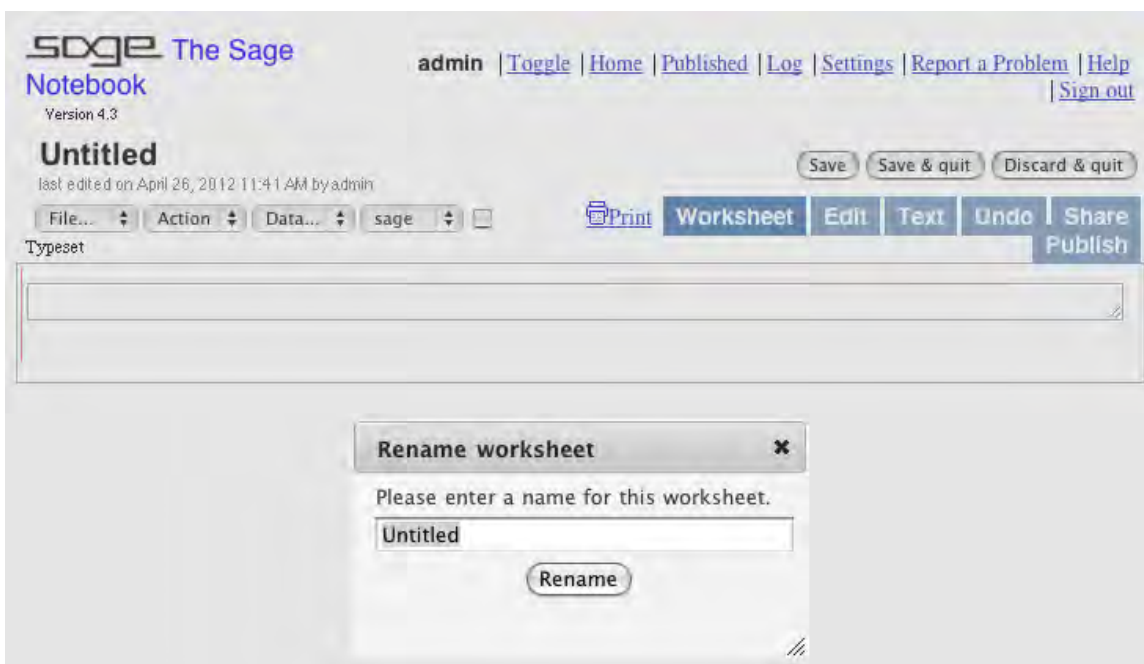 sage The Sage
Notebook
Version 4.3
admin | Toggle | Home | Published | Log | Settings | Report a Problem | Help
| Sign out
Untitled
last edited on April 26, 2012 11:41 AM by admin
Save Save & quit Discard & quit
File... Action Data... sage Print Worksheet Edit Text Undo Share
Typeset Publish
Rename worksheet
Please enter a name for this worksheet.
Untitled
Rename